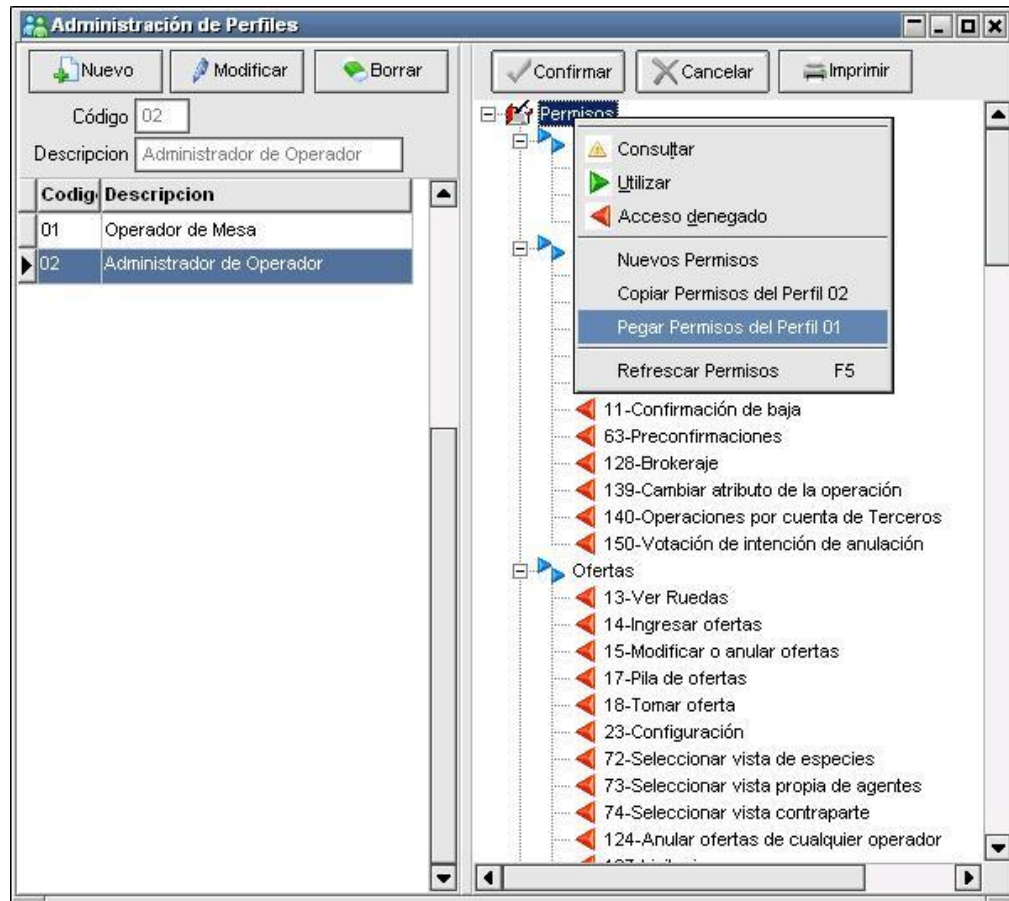 Administración de Perfiles
Nuevo Modificar Borrar
Código 02
Descripcion Administrador de Operador
Codig Descripcion
01 Operador de Mesa
02 Administrador de Operador
Confirmar Cancelar Imprimir
Permisos
Consultar
Utilizar
Acceso denegado
Nuevos Permisos
Copiar Permisos del Perfil 02
Pegar Permisos del Perfil 01
Refrescar Permisos F5
11-Confirmación de baja
63-Preconfirmaciones
128-Brokeraje
139-Cambiar atributo de la operación
140-Operaciones por cuenta de Terceros
150-Votación de intención de anulación
Ofertas
13-Ver Ruedas
14-Ingresar ofertas
15-Modificar o anular ofertas
17-Pila de ofertas
18-Tomar oferta
23-Configuración
72-Seleccionar vista de especies
73-Seleccionar vista propia de agentes
74-Seleccionar vista contraparte
124-Anular ofertas de cualquier operador